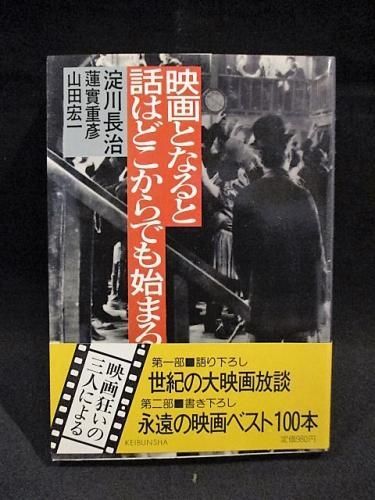 映画となると
話はどこからでも始まる
淀川長治
蓮實重彥
山田宏一
映画狂いの
三人による
第一部■語り下ろし
世紀の大映画放談
第二部■書き下ろし
永遠の映画ベスト100本
KEIBUNSHA
定価980円